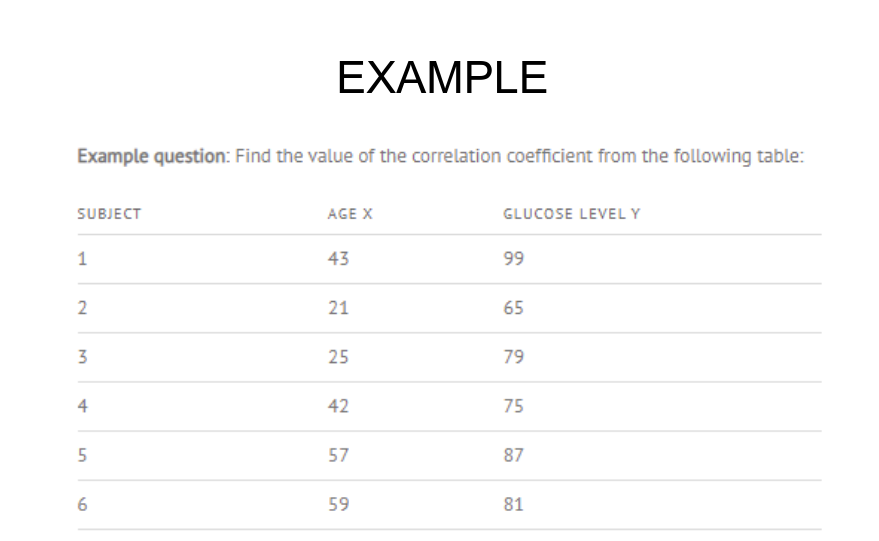 EXAMPLE
Example question: Find the value of the correlation coefficient from the following table:
SUBJECT AGE X GLUCOSE LEVEL Y
1 43 99
2 21 65
3 25 79
4 42 75
5 57 87
6 59 81